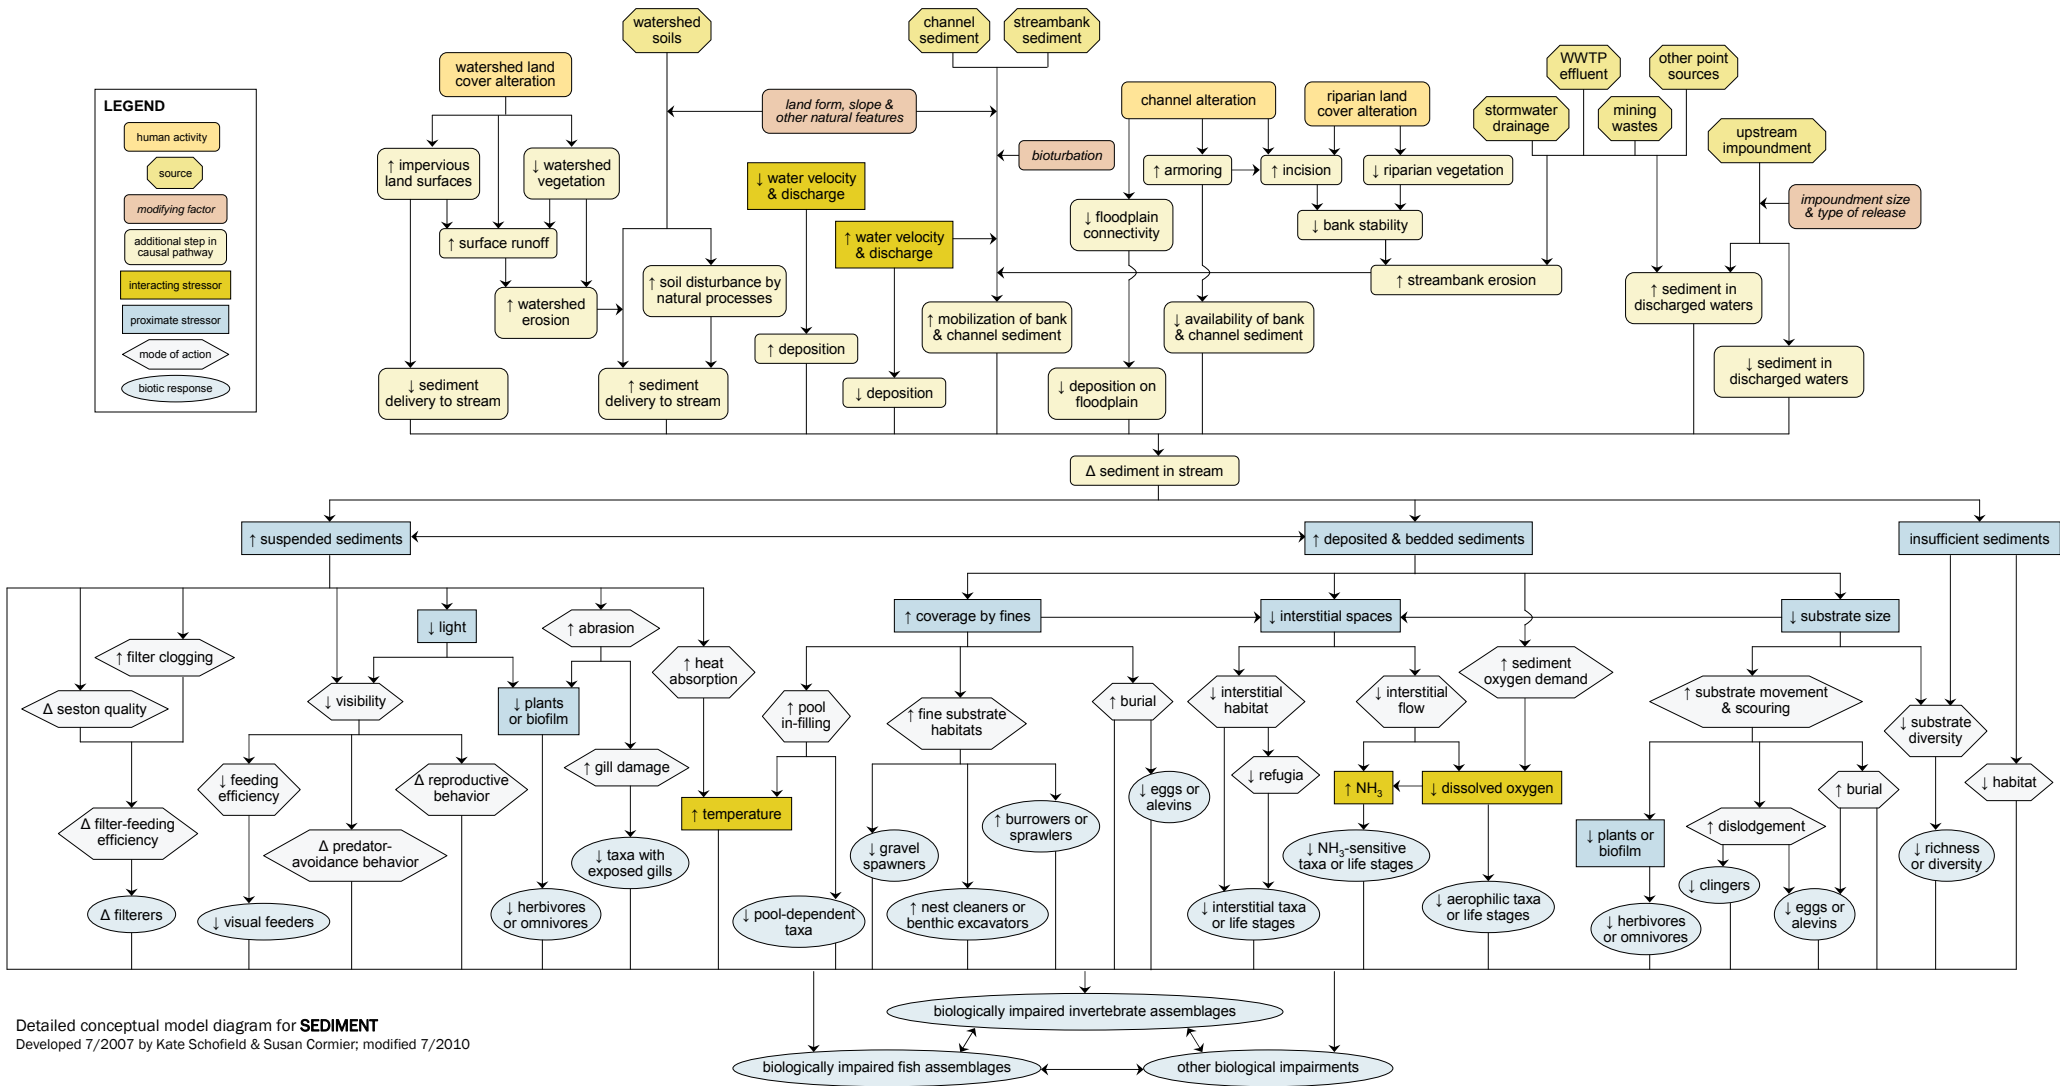 watershed
soils
channel
sediment
streambank
sediment
watershed land
cover alteration
WWTP
effluent
other point
sources
LEGEND
human activity
source
modifying factor
additional step in
causal pathway
interacting stressor
proximate stressor
mode of action
biotic response
land form, slope &
other natural features
channel alteration
riparian land
cover alteration
stormwater
drainage
mining
wastes
upstream
impoundment
bioturbation
↑ impervious
land surfaces
↓ watershed
vegetation
↓ water velocity
& discharge
↑ armoring
↑ incision
↓ riparian vegetation
impoundment size
& type of release
↓ floodplain
connectivity
↓ bank stability
↑ surface runoff
↑ water velocity
& discharge
↑ soil disturbance by
natural processes
↑ streambank erosion
↑ sediment in
discharged waters
↑ watershed
erosion
↑ mobilization of bank
& channel sediment
↓ availability of bank
& channel sediment
↑ deposition
↓ sediment in
discharged waters
↓ sediment
delivery to stream
↑ sediment
delivery to stream
↓ deposition
↓ deposition on
floodplain
Δ sediment in stream
↑ suspended sediments
↑ deposited & bedded sediments
insufficient sediments
↑ coverage by fines
↓ interstitial spaces
↓ substrate size
↓ light
↑ abrasion
↑ filter clogging
↑ heat
absorption
↑ sediment
oxygen demand
Δ seston quality
↓ visibility
↓ plants
or biofilm
↑ pool
in-filling
↑ fine substrate
habitats
↑ burial
↓ interstitial
habitat
↓ interstitial
flow
↑ substrate movement
& scouring
↓ substrate
diversity
↓ feeding
efficiency
Δ reproductive
behavior
↑ gill damage
↓ refugia
↑ NH₃
↓ dissolved oxygen
↓ habitat
↓ eggs or
alevins
↑ burial
↑ temperature
Δ filter-feeding
efficiency
Δ predator-
avoidance behavior
↓ taxa with
exposed gills
↓ gravel
spawners
↑ burrowers or
sprawlers
↓ NH₃-sensitive
taxa or life stages
↓ plants or
biofilm
↑ dislodgement
↓ richness
or diversity
↓ clingers
Δ filterers
↓ visual feeders
↓ herbivores
or omnivores
↓ pool-dependent
taxa
↑ nest cleaners or
benthic excavators
↓ interstitial taxa
or life stages
↓ aerophilic taxa
or life stages
↓ herbivores
or omnivores
↓ eggs or
alevins
biologically impaired invertebrate assemblages
biologically impaired fish assemblages
other biological impairments
Detailed conceptual model diagram for SEDIMENT
Developed 7/2007 by Kate Schofield & Susan Cormier; modified 7/2010